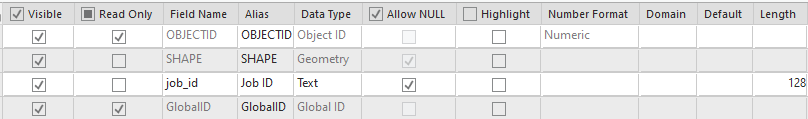 Visible Read Only Field Name Alias Data Type Allow NULL Highlight Number Format Domain Default Length
OBJECTID OBJECTID Object ID Numeric
SHAPE SHAPE Geometry
job_id Job ID Text 128
GlobalID GlobalID Global ID